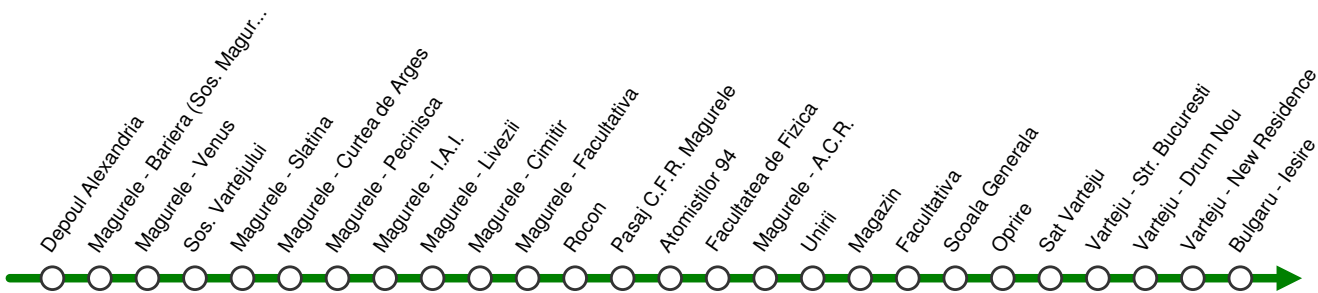 Depoul Alexandria
Magurele - Bariera (Sos. Magur...
Magurele - Venus
Sos. Vartejului
Magurele - Slatina
Magurele - Curtea de Arges
Magurele - Pecinisca
Magurele - I.A.I.
Magurele - Livezii
Magurele - Cimitir
Magurele - Facultativa
Rocon
Pasaj C.F.R. Magurele
Atomistilor 94
Facultatea de Fizica
Magurele - A.C.R.
Unirii
Magazin
Facultativa
Scoala Generala
Oprire
Sat Varteju
Varteju - Str. Bucuresti
Varteju - Drum Nou
Varteju - New Residence
Bulgaru - Iesire